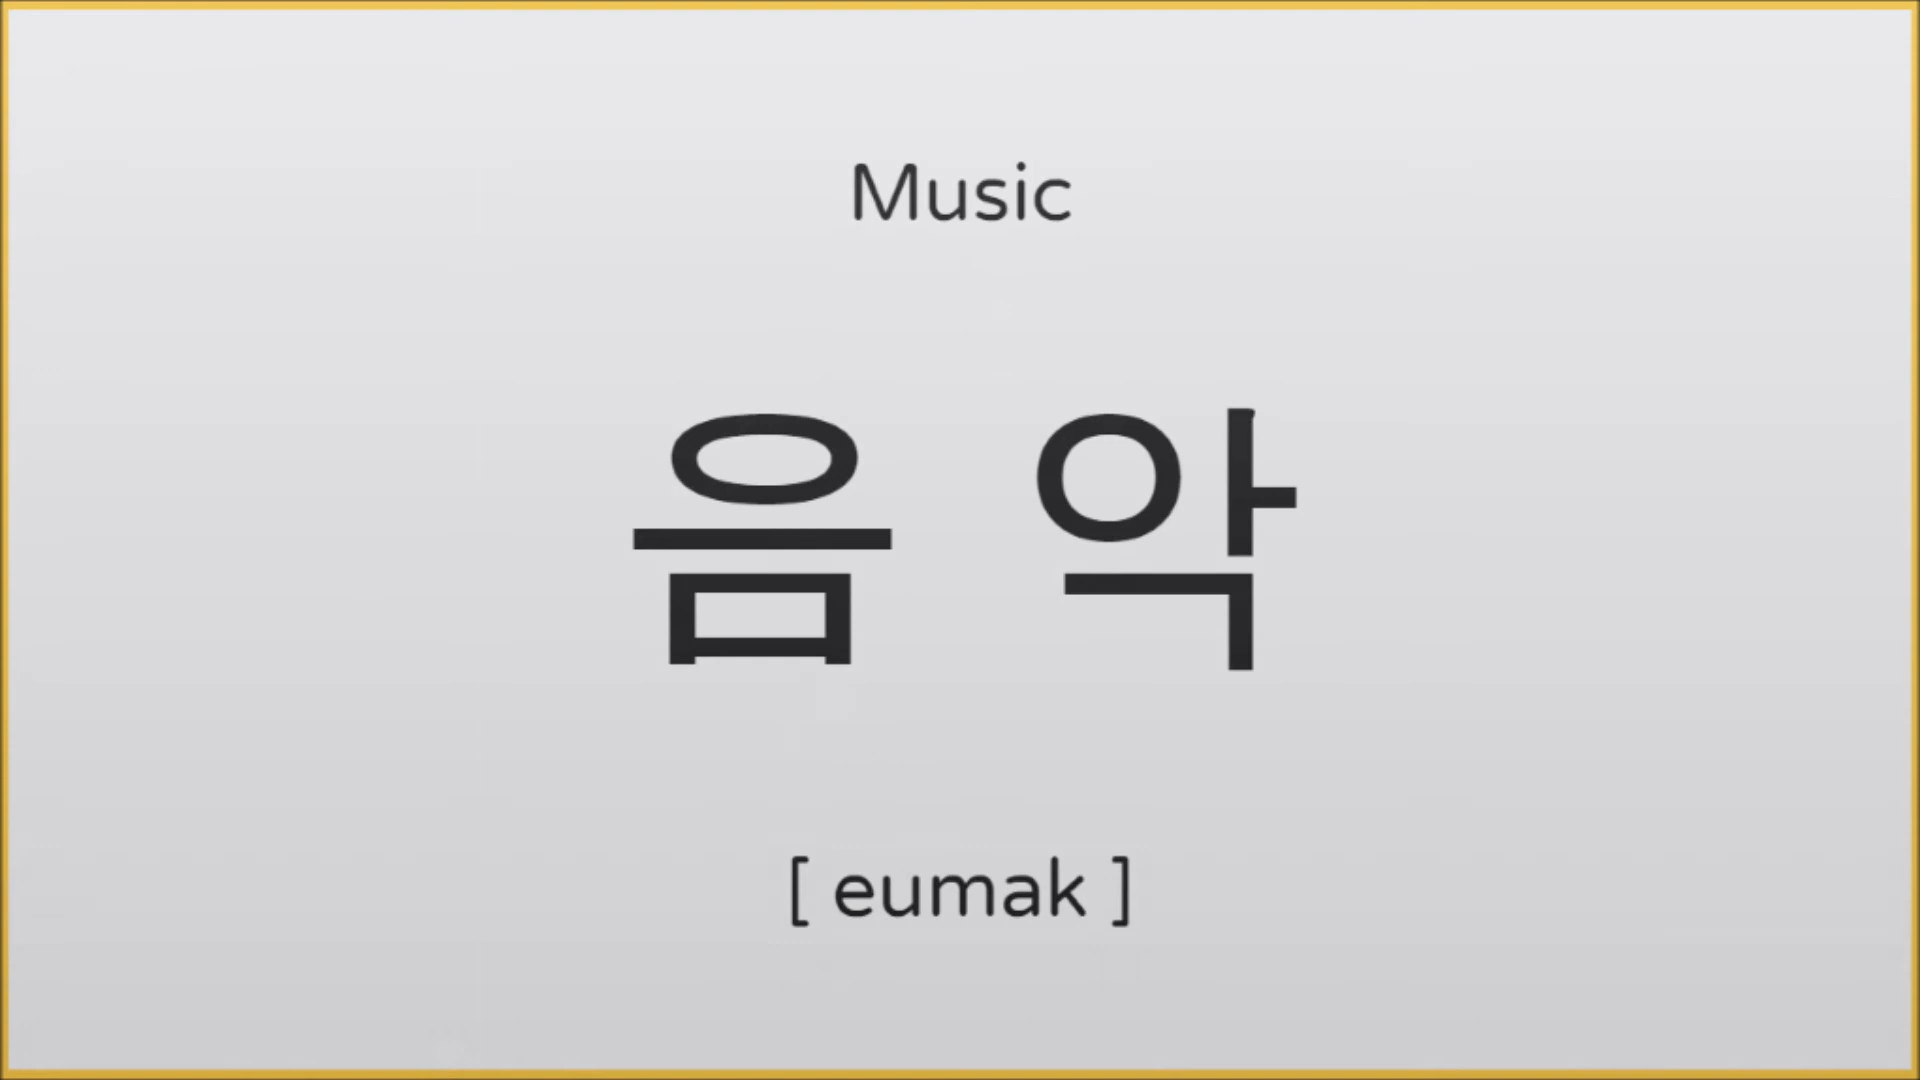 Music
음 악
[ eumak ]